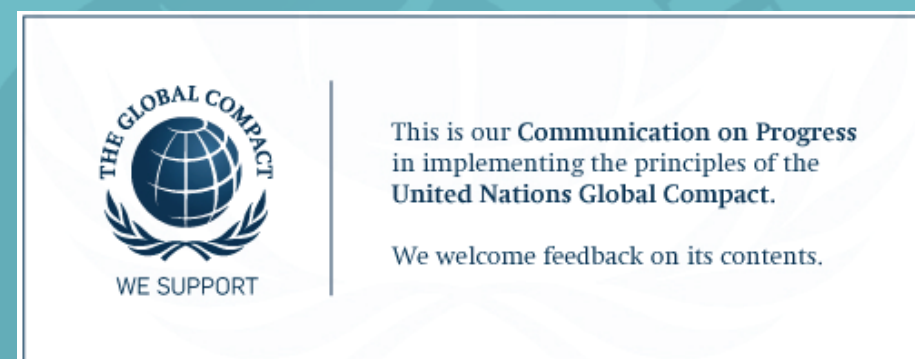 THE GLOBAL COMPACT
WE SUPPORT
This is our Communication on Progress
in implementing the principles of the
United Nations Global Compact.
We welcome feedback on its contents.